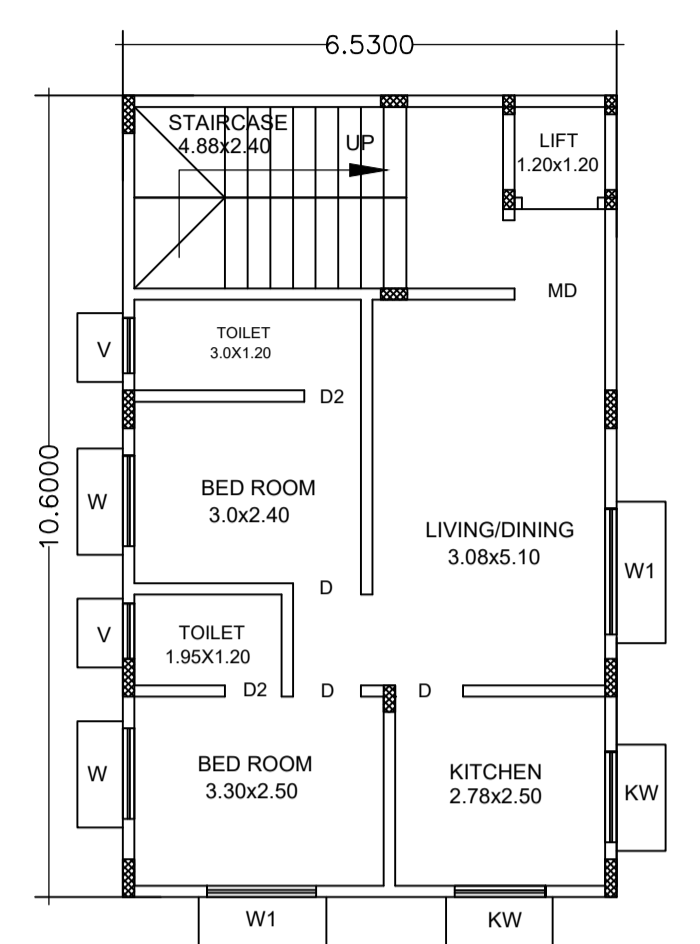 6.5300
STAIRCASE
4.88x2.40
UP
LIFT
1.20x1.20
MD
TOILET
3.0X1.20
V
D2
10.6000
W
BED ROOM
3.0x2.40
LIVING/DINING
3.08x5.10
W1
D
V
TOILET
1.95X1.20
D2
D
D
W
BED ROOM
3.30x2.50
KITCHEN
2.78x2.50
KW
W1
KW